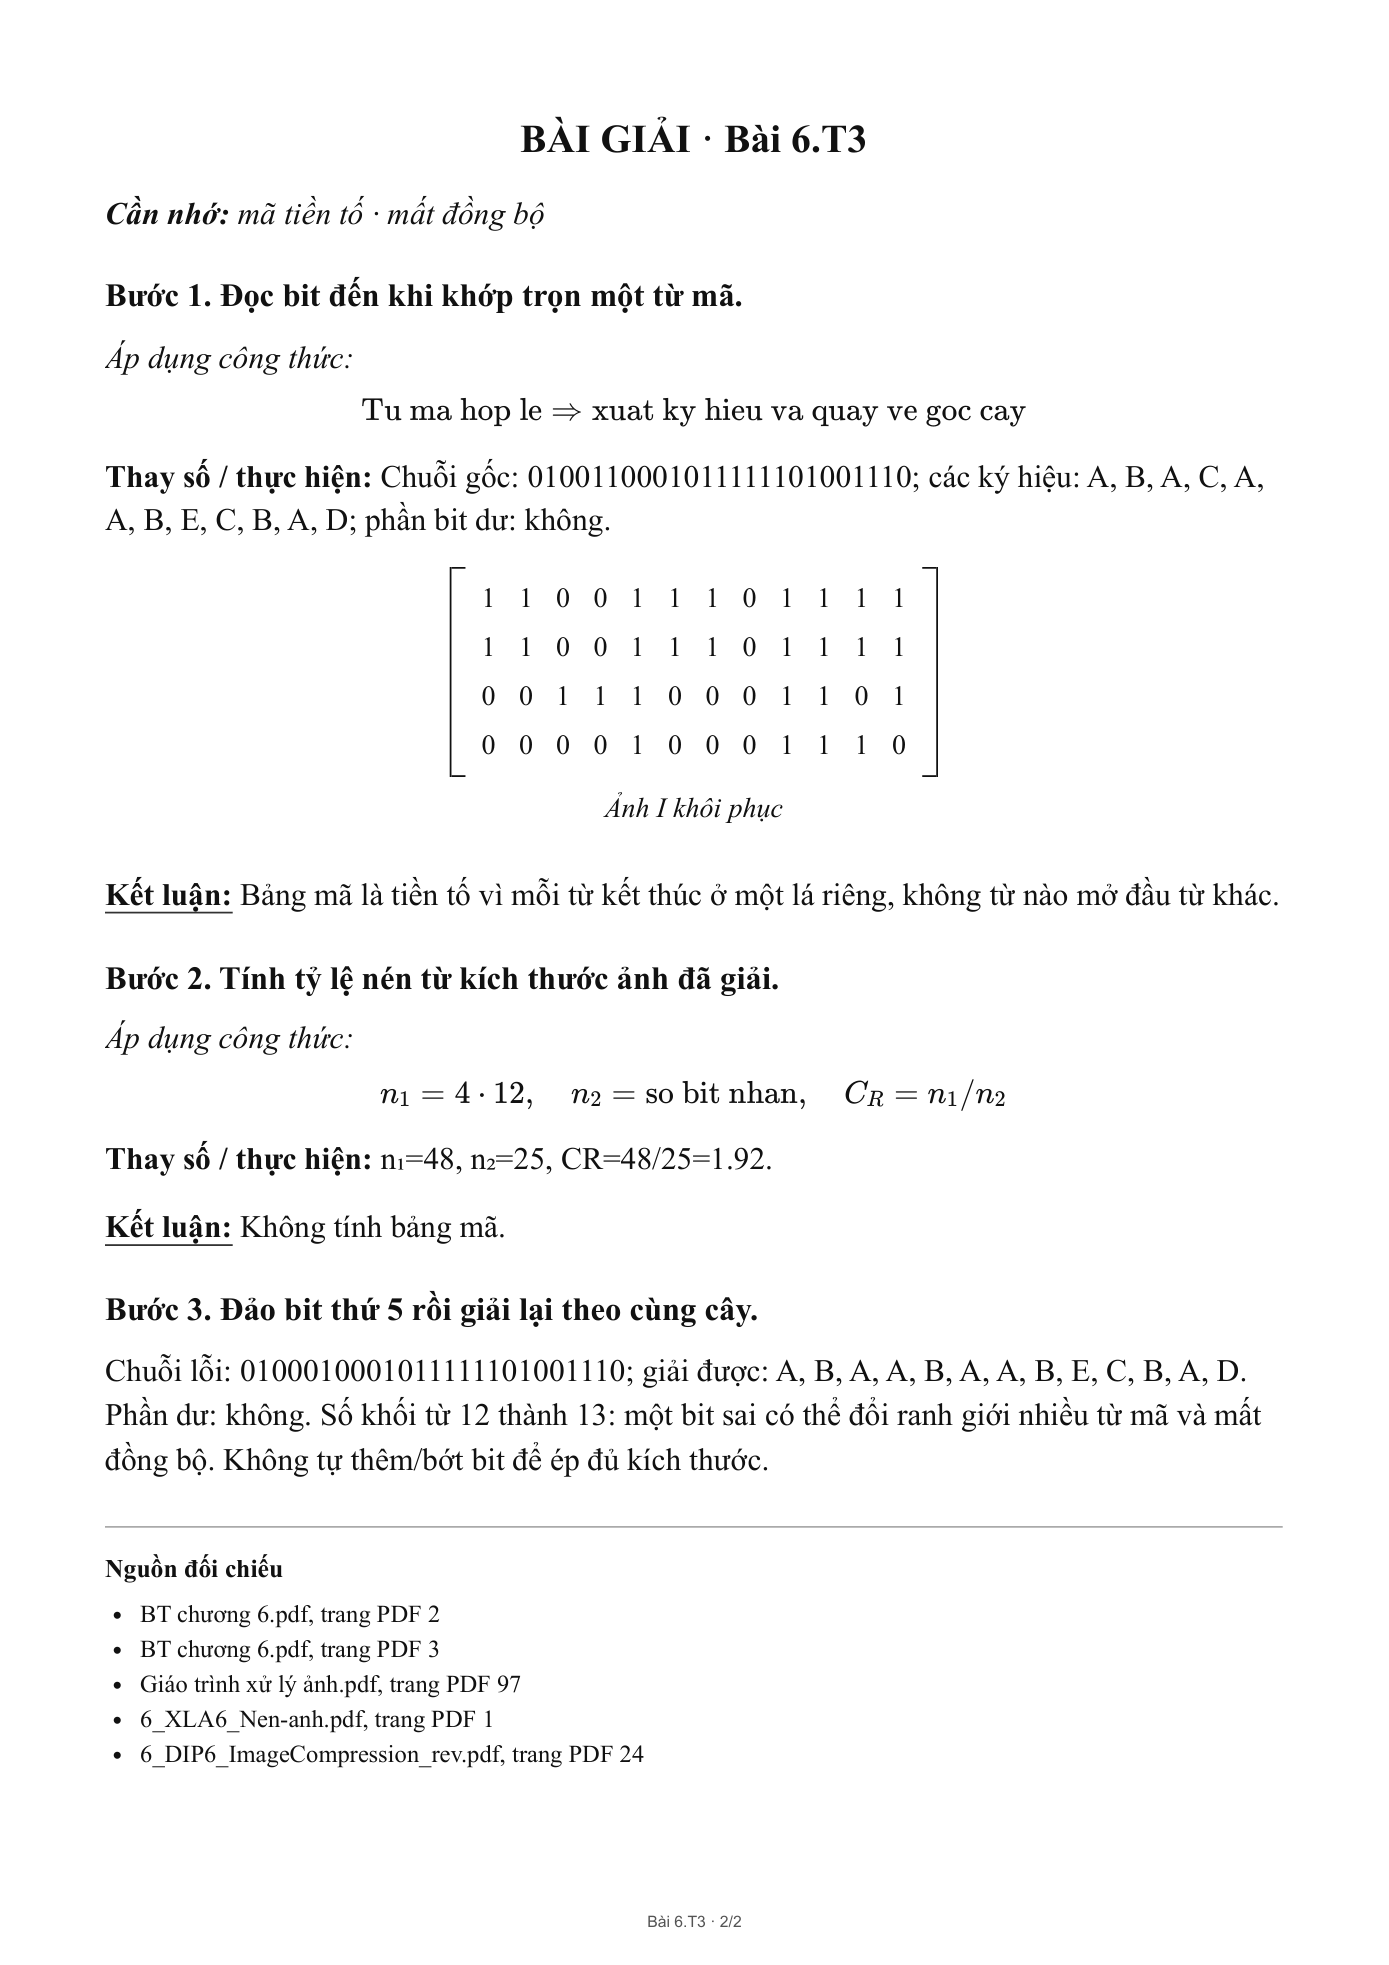 BÀI GIẢI · Bài 6.T3
Cần nhớ: mã tiền tố · mất đồng bộ
Bước 1. Đọc bit đến khi khớp trọn một từ mã.
Áp dụng công thức:
Tu ma hop le ⇒ xuat ky hieu va quay ve goc cay
Thay số / thực hiện: Chuỗi gốc: 0100110001011111101001110; các ký hiệu: A, B, A, C, A,
A, B, E, C, B, A, D; phần bit dư: không.
1 1 0 0 1 1 1 0 1 1 1 1
1 1 0 0 1 1 1 0 1 1 1 1
0 0 1 1 1 0 0 0 1 1 0 1
0 0 0 0 1 0 0 0 1 1 1 0
Ảnh I khôi phục
Kết luận: Bảng mã là tiền tố vì mỗi từ kết thúc ở một lá riêng, không từ nào mở đầu từ khác.
Bước 2. Tính tỷ lệ nén từ kích thước ảnh đã giải.
Áp dụng công thức:
n₁ = 4 · 12, n₂ = so bit nhan, C_R = n₁/n₂
Thay số / thực hiện: n₁=48, n₂=25, CR=48/25=1.92.
Kết luận: Không tính bảng mã.
Bước 3. Đảo bit thứ 5 rồi giải lại theo cùng cây.
Chuỗi lỗi: 0100010001011111101001110; giải được: A, B, A, A, B, A, A, B, E, C, B, A, D.
Phần dư: không. Số khối từ 12 thành 13: một bit sai có thể đổi ranh giới nhiều từ mã và mất
đồng bộ. Không tự thêm/bớt bit để ép đủ kích thước.
Nguồn đối chiếu
• BT chương 6.pdf, trang PDF 2
• BT chương 6.pdf, trang PDF 3
• Giáo trình xử lý ảnh.pdf, trang PDF 97
• 6_XLA6_Nen-anh.pdf, trang PDF 1
• 6_DIP6_ImageCompression_rev.pdf, trang PDF 24
Bài 6.T3 · 2/2